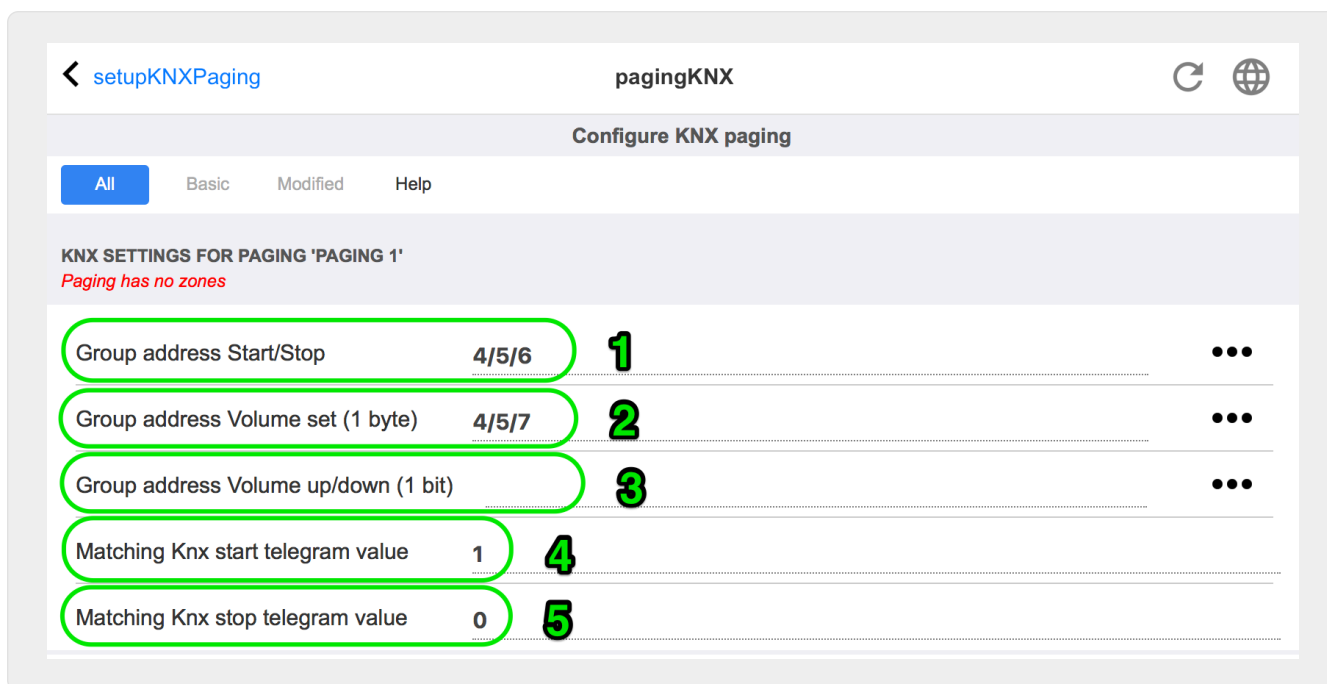 setupKNXPaging pagingKNX
Configure KNX paging
All Basic Modified Help
KNX SETTINGS FOR PAGING 'PAGING 1'
Paging has no zones
Group address Start/Stop 4/5/6 1
Group address Volume set (1 byte) 4/5/7 2
Group address Volume up/down (1 bit) 3
Matching Knx start telegram value 1 4
Matching Knx stop telegram value 0 5